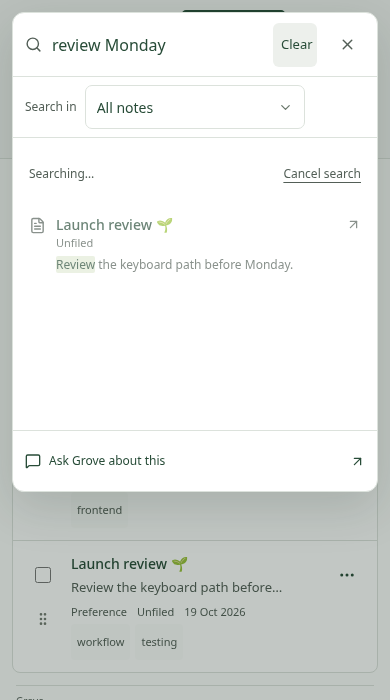 review Monday
Clear
Search in
All notes
Searching...
Cancel search
Launch review 🌱
Unfiled
Review the keyboard path before Monday.
Ask Grove about this
frontend
Launch review 🌱
Review the keyboard path before...
Preference Unfiled 19 Oct 2026
workflow testing